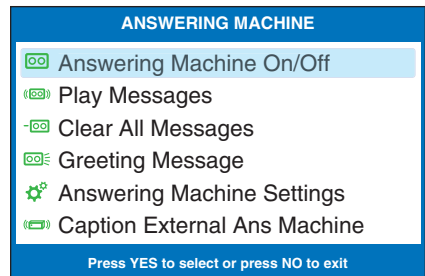 ANSWERING MACHINE
Answering Machine On/Off
Play Messages
Clear All Messages
Greeting Message
Answering Machine Settings
Caption External Ans Machine
Press YES to select or press NO to exit